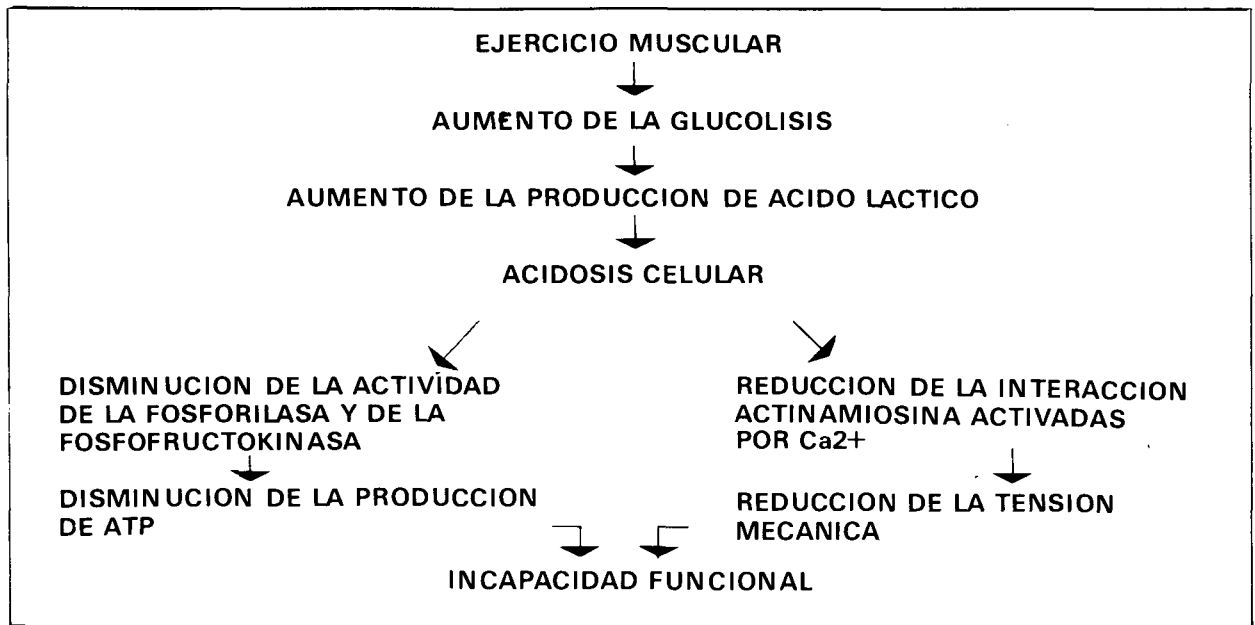 EJERCICIO MUSCULAR
AUMENTO DE LA GLUCOLISIS
AUMENTO DE LA PRODUCCION DE ACIDO LACTICO
ACIDOSIS CELULAR
DISMINUCION DE LA ACTIVIDAD
DE LA FOSFORILASA Y DE LA
FOSFOFRUCTOKINASA
DISMINUCION DE LA PRODUCCION
DE ATP
REDUCCION DE LA INTERACCION
ACTINAMIOSINA ACTIVADAS
POR Ca2+
REDUCCION DE LA TENSION
MECANICA
INCAPACIDAD FUNCIONAL